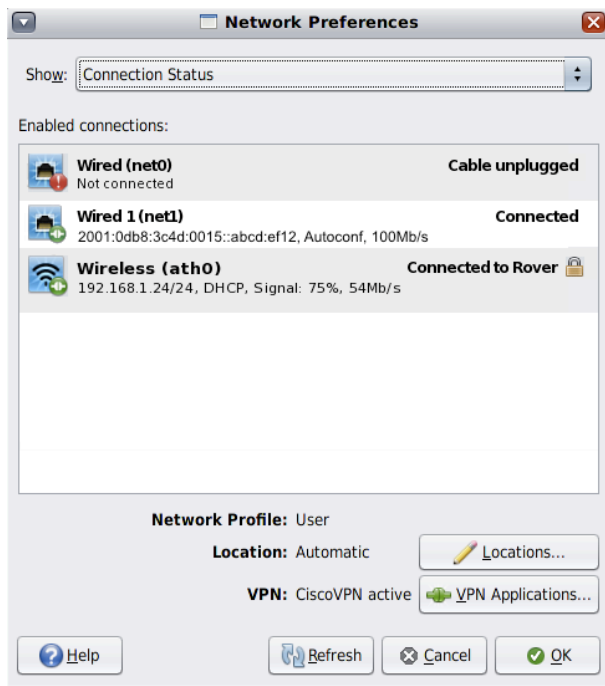 Network Preferences
Show: Connection Status
Enabled connections:
Wired (net0) Cable unplugged
Not connected
Wired 1 (net1) Connected
2001:0db8:3c4d:0015::abcd:ef12, Autoconf, 100Mb/s
Wireless (ath0) Connected to Rover
192.168.1.24/24, DHCP, Signal: 75%, 54Mb/s
Network Profile: User
Location: Automatic Locations...
VPN: CiscoVPN active VPN Applications...
Help Refresh Cancel OK